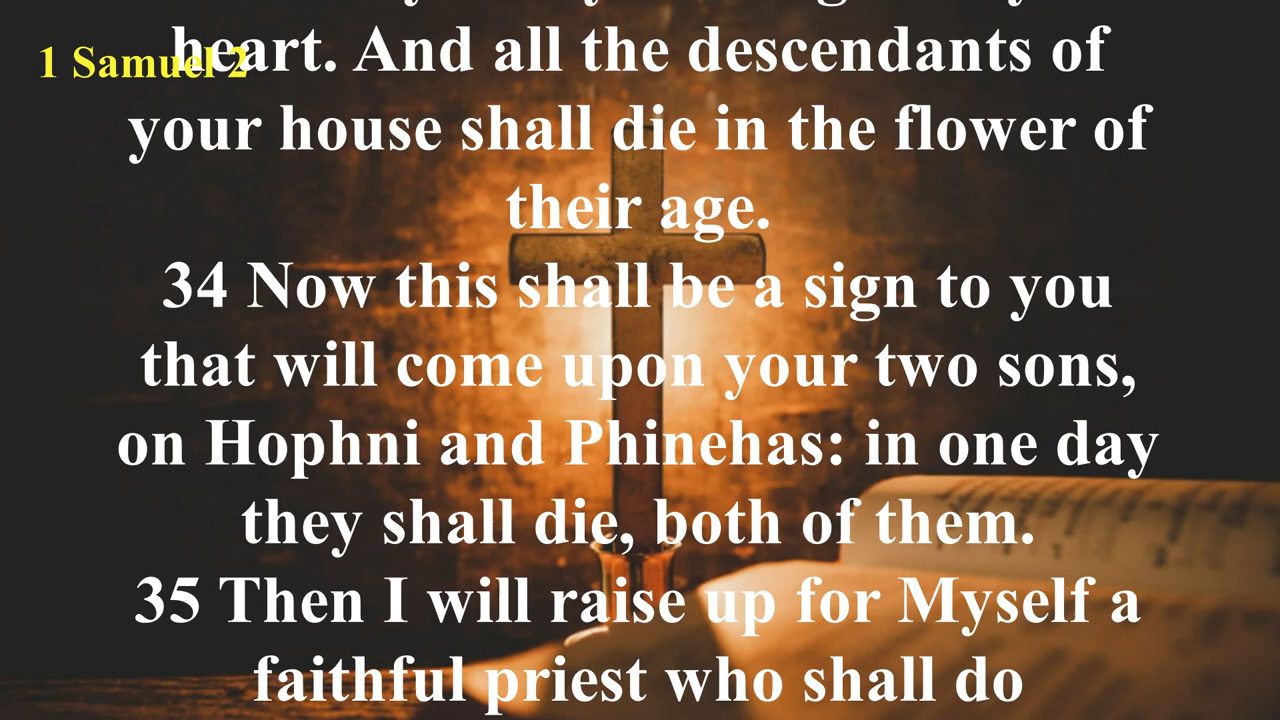 1 Samuel 2
heart. And all the descendants of
your house shall die in the flower of
their age.
34 Now this shall be a sign to you
that will come upon your two sons,
on Hophni and Phinehas: in one day
they shall die, both of them.
35 Then I will raise up for Myself a
faithful priest who shall do